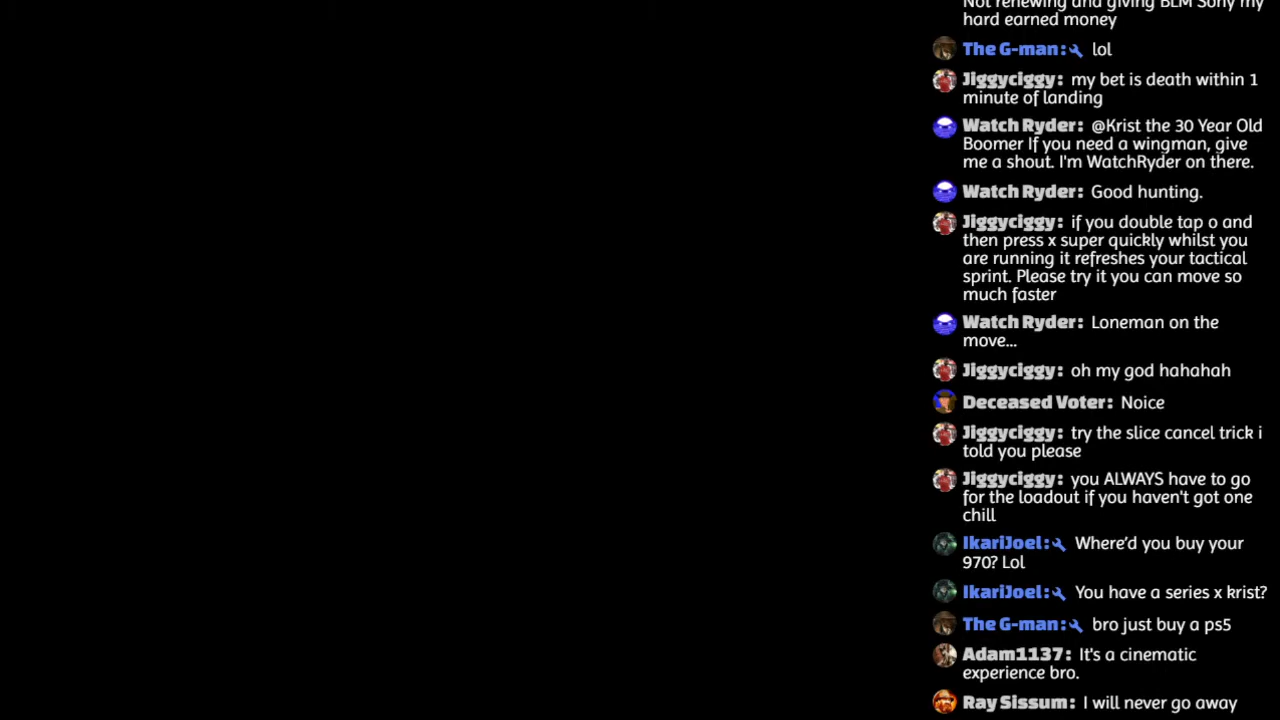 Not renewing and giving BLM Sony my
hard earned money
The G-man: lol
Jiggyciggy: my bet is death within 1
minute of landing
Watch Ryder: @Krist the 30 Year Old
Boomer If you need a wingman, give
me a shout. I'm WatchRyder on there.
Watch Ryder: Good hunting.
Jiggyciggy: if you double tap o and
then press x super quickly whilst you
are running it refreshes your tactical
sprint. Please try it you can move so
much faster
Watch Ryder: Loneman on the
move...
Jiggyciggy: oh my god hahahah
Deceased Voter: Noice
Jiggyciggy: try the slice cancel trick i
told you please
Jiggyciggy: you ALWAYS have to go
for the loadout if you haven't got one
chill
IkariJoel: Where'd you buy your
970? Lol
IkariJoel: You have a series x krist?
The G-man: bro just buy a ps5
Adam1137: It's a cinematic
experience bro.
Ray Sissum: I will never go away